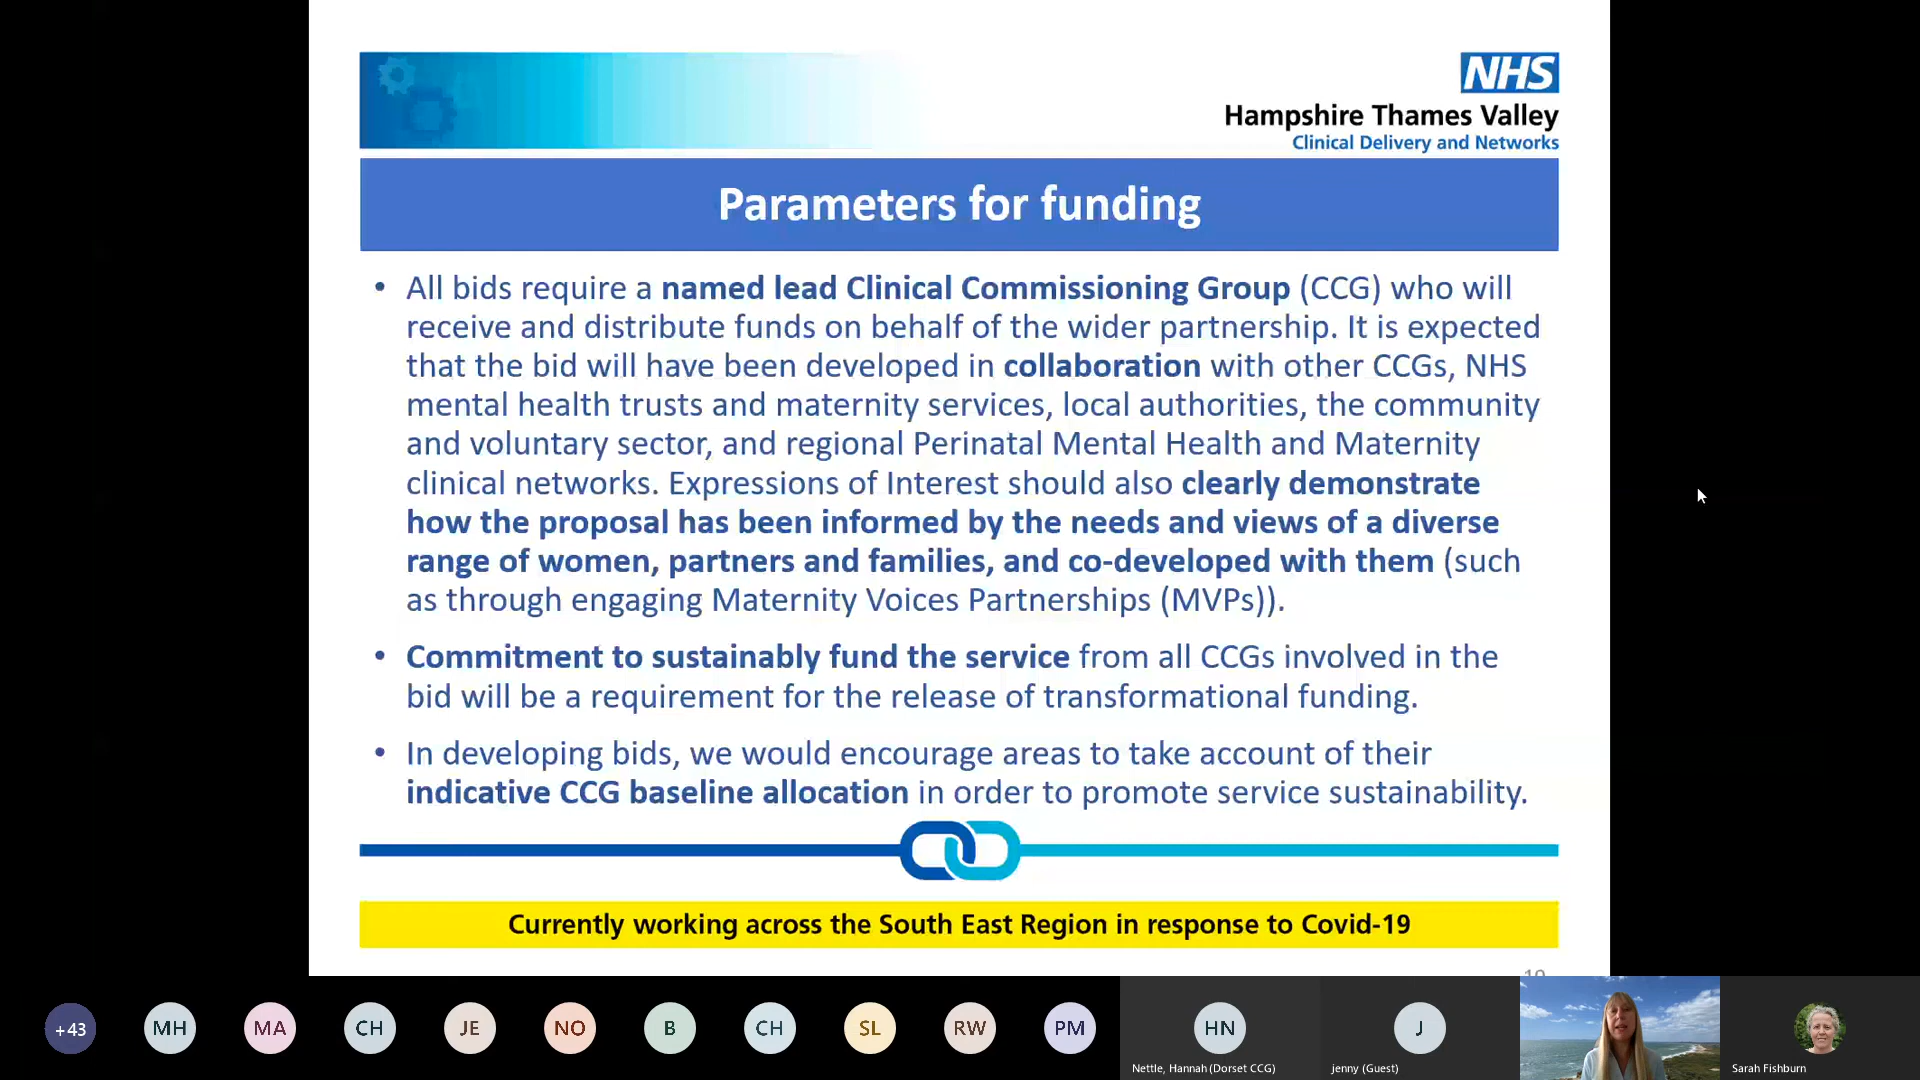 NHS
Hampshire Thames Valley
Clinical Delivery and Networks
Parameters for funding
• All bids require a named lead Clinical Commissioning Group (CCG) who will
receive and distribute funds on behalf of the wider partnership. It is expected
that the bid will have been developed in collaboration with other CCGs, NHS
mental health trusts and maternity services, local authorities, the community
and voluntary sector, and regional Perinatal Mental Health and Maternity
clinical networks. Expressions of Interest should also clearly demonstrate
how the proposal has been informed by the needs and views of a diverse
range of women, partners and families, and co-developed with them (such
as through engaging Maternity Voices Partnerships (MVPs)).
• Commitment to sustainably fund the service from all CCGs involved in the
bid will be a requirement for the release of transformational funding.
• In developing bids, we would encourage areas to take account of their
indicative CCG baseline allocation in order to promote service sustainability.
Currently working across the South East Region in response to Covid-19
+43 MH MA CH JE NO B CH SL RW PM HN J
Nettle, Hannah (Dorset CCG) jenny (Guest) Sarah Fishburn